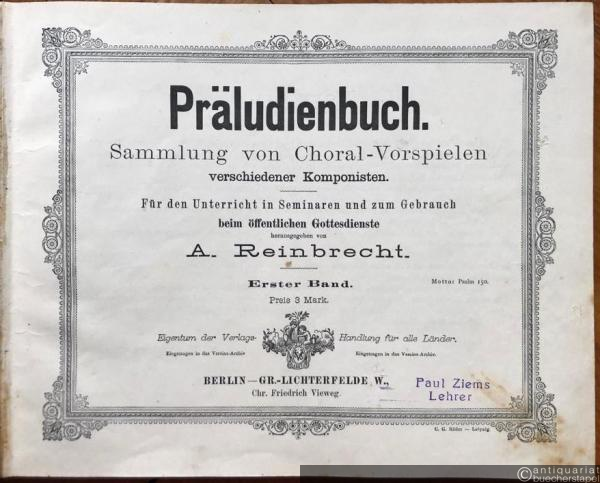 Präludienbuch.
Sammlung von Choral-Vorspielen
verschiedener Komponisten.
Für den Unterricht in Seminaren und zum Gebrauch
beim öffentlichen Gottesdienste
herausgegeben von
A. Reinbrecht.
Erster Band.
Motto: Psalm 150.
Preis 3 Mark.
Eigentum der Verlags- Handlung für alle Länder.
Eingetragen in das Vereins-Archiv. Eingetragen in das Vereins-Archiv.
BERLIN—GR.-LICHTERFELDE W.,
Chr. Friedrich Vieweg.
Paul Ziems
Lehrer
C. G. Röder — Leipzig.
antiquariat
buecherstapel